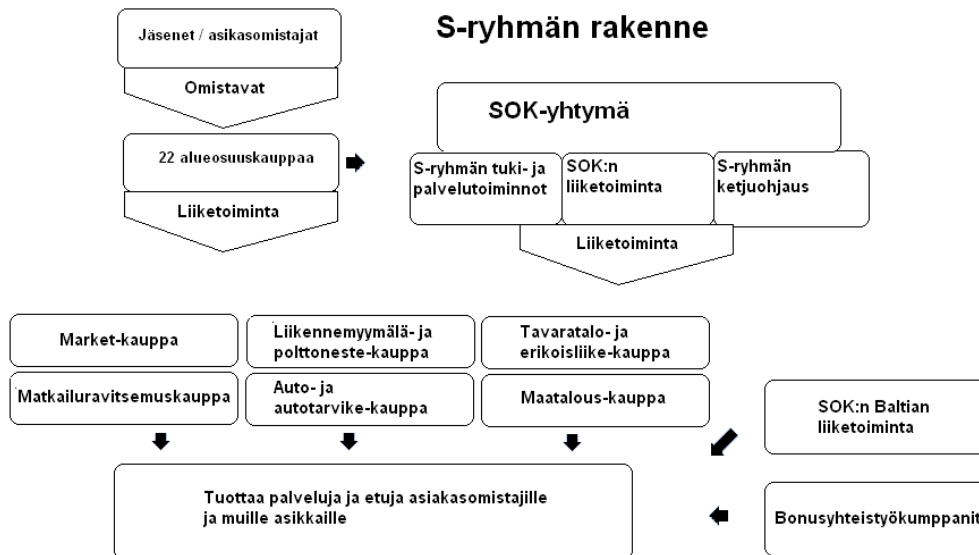 S-ryhmän rakenne
Jäsenet / asikasomistajat
Omistavat
22 alueosuuskauppaa
Liiketoiminta
SOK-yhtymä
S-ryhmän tuki- ja
palvelutoiminnot
SOK:n
liiketoiminta
S-ryhmän
ketjuohjaus
Liiketoiminta
Market-kauppa
Liikennemyymälä- ja
polttoneste-kauppa
Tavaratalo- ja
erikoisliike-kauppa
Matkailuravitsemuskauppa
Auto- ja
autotarvike-kauppa
Maatalous-kauppa
SOK:n Baltian
liiketoiminta
Tuottaa palveluja ja etuja asiakasomistajille
ja muille asikkaille
Bonusyhteistyökumppanit